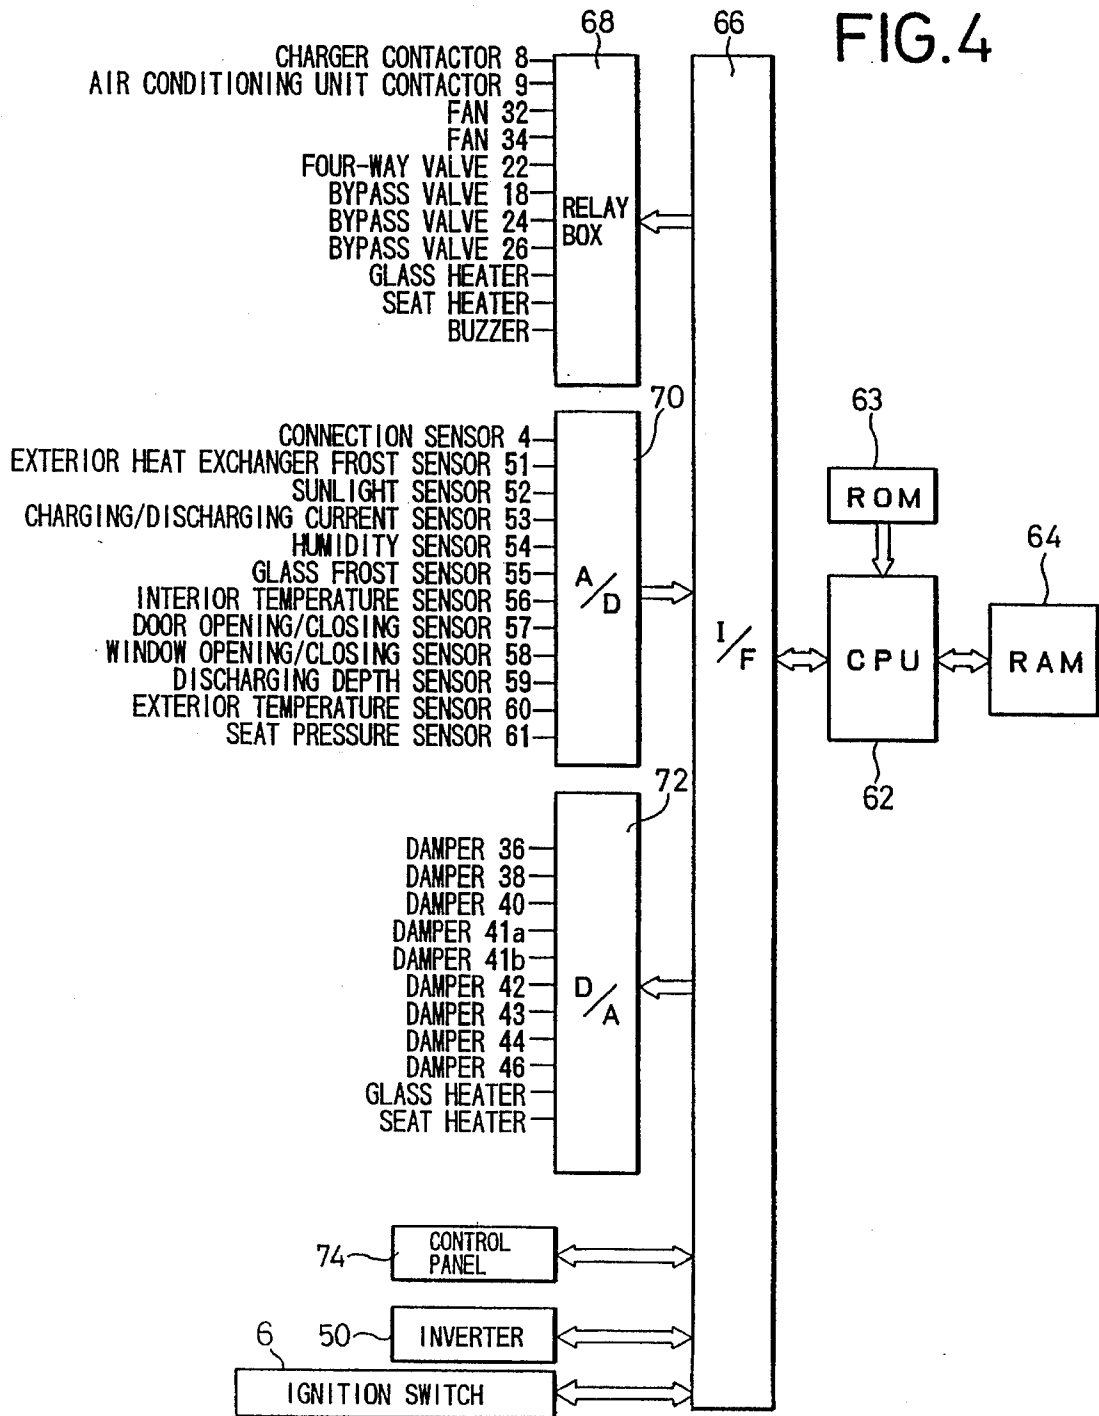 FIG.4
68
66
CHARGER CONTACTOR 8
AIR CONDITIONING UNIT CONTACTOR 9
FAN 32
FAN 34
FOUR-WAY VALVE 22
BYPASS VALVE 18
BYPASS VALVE 24
BYPASS VALVE 26
GLASS HEATER
SEAT HEATER
BUZZER
RELAY
BOX
70
CONNECTION SENSOR 4
EXTERIOR HEAT EXCHANGER FROST SENSOR 51
SUNLIGHT SENSOR 52
CHARGING/DISCHARGING CURRENT SENSOR 53
HUMIDITY SENSOR 54
GLASS FROST SENSOR 55
INTERIOR TEMPERATURE SENSOR 56
DOOR OPENING/CLOSING SENSOR 57
WINDOW OPENING/CLOSING SENSOR 58
DISCHARGING DEPTH SENSOR 59
EXTERIOR TEMPERATURE SENSOR 60
SEAT PRESSURE SENSOR 61
A/D
I/F
63
ROM
64
CPU
RAM
62
72
DAMPER 36
DAMPER 38
DAMPER 40
DAMPER 41a
DAMPER 41b
DAMPER 42
DAMPER 43
DAMPER 44
DAMPER 46
GLASS HEATER
SEAT HEATER
D/A
74
CONTROL
PANEL
50
INVERTER
6
IGNITION SWITCH